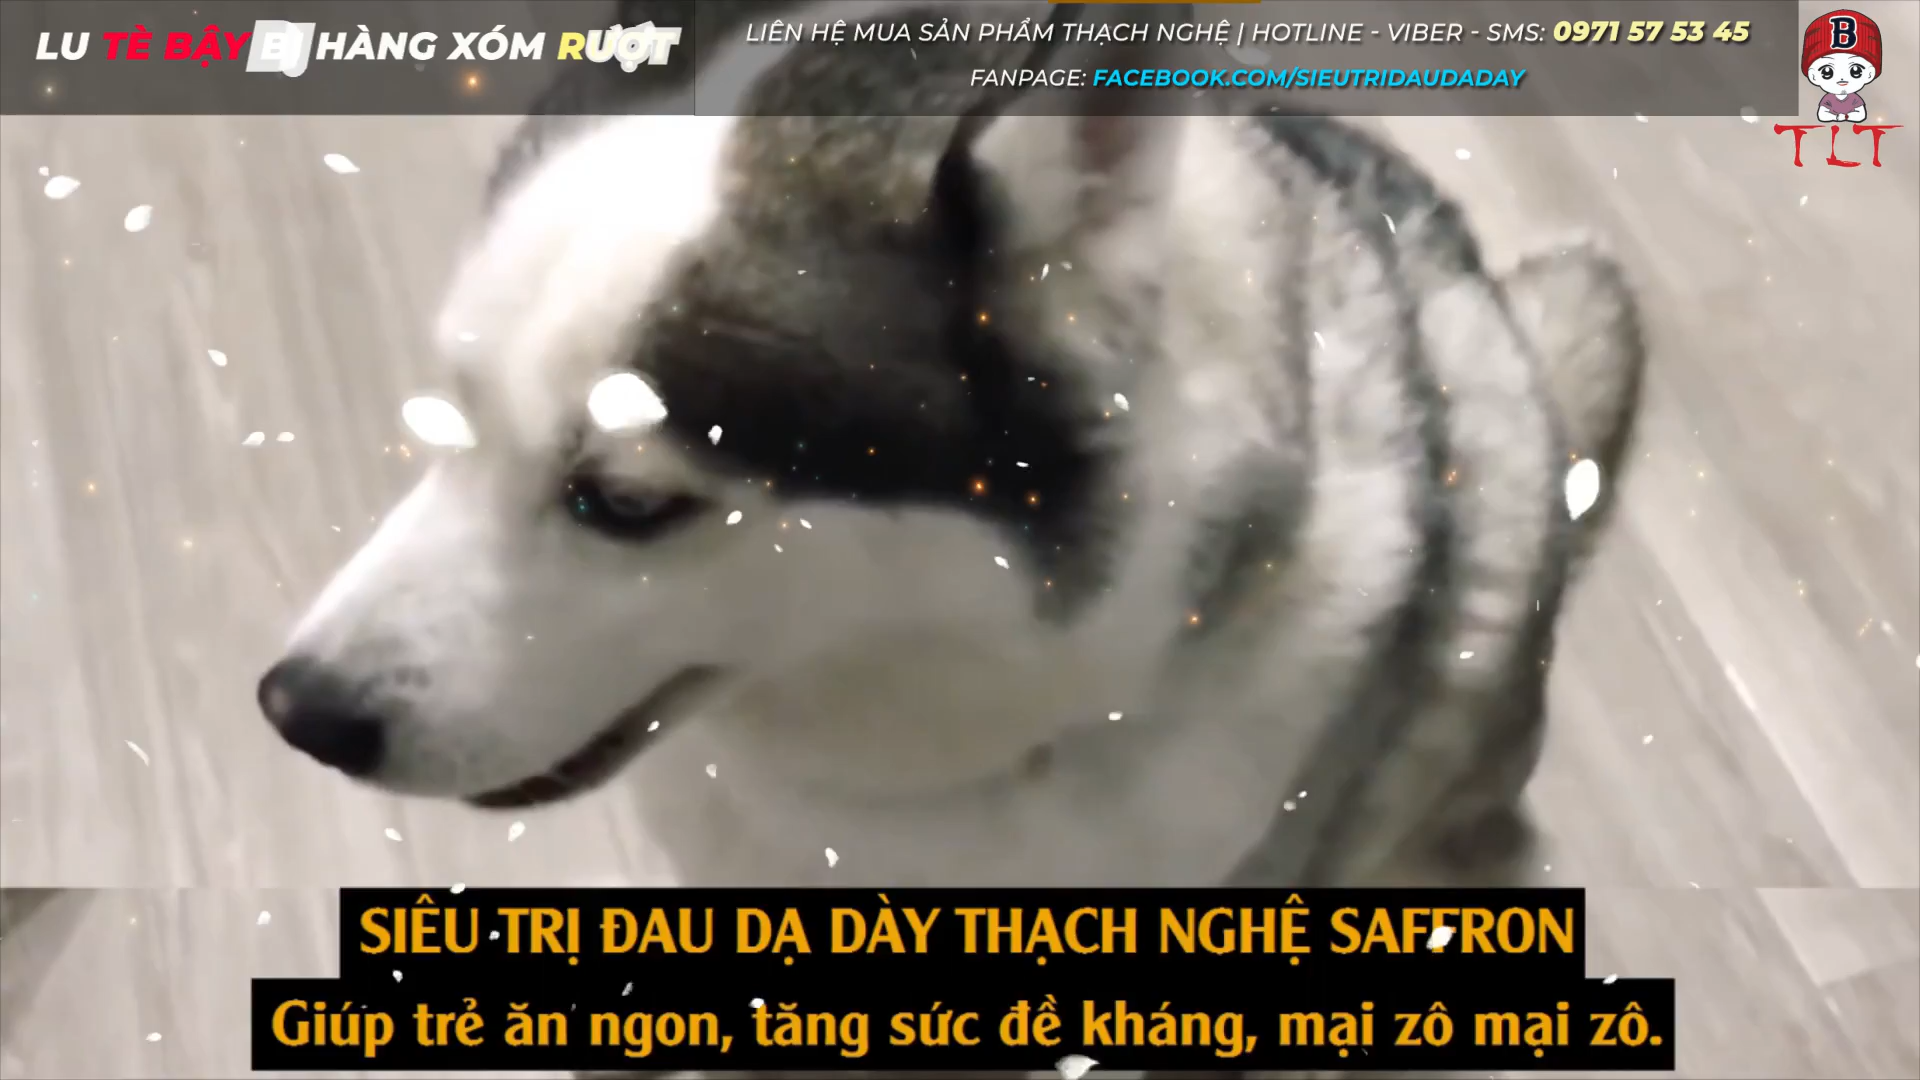 LU TÈ BẬY BỊ HÀNG XÓM RƯỢT
LIÊN HỆ MUA SẢN PHẨM THẠCH NGHỆ | HOTLINE - VIBER - SMS: 0971 57 53 45
FANPAGE: FACEBOOK.COM/SIEUTRIDAUDADAY
B
TLT
SIÊU TRỊ ĐAU DẠ DÀY THẠCH NGHỆ SAFFRON
Giúp trẻ ăn ngon, tăng sức đề kháng, mại zô mại zô.